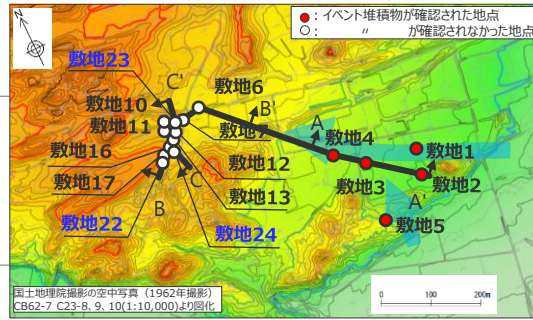 ●：イベント堆積物が確認された地点
○： 〃 が確認されなかった地点
N
敷地23
C'
敷地6
敷地10
B'
A
敷地11
敷地7
敷地4
敷地1
敷地16
敷地12
敷地3
敷地2
敷地17
C
敷地13
A'
敷地22
B
敷地24
敷地5
国土地理院撮影の空中写真（1962年撮影）
CB62-7 C23-8、9、10(1:10,000)より図化
0 100 200m